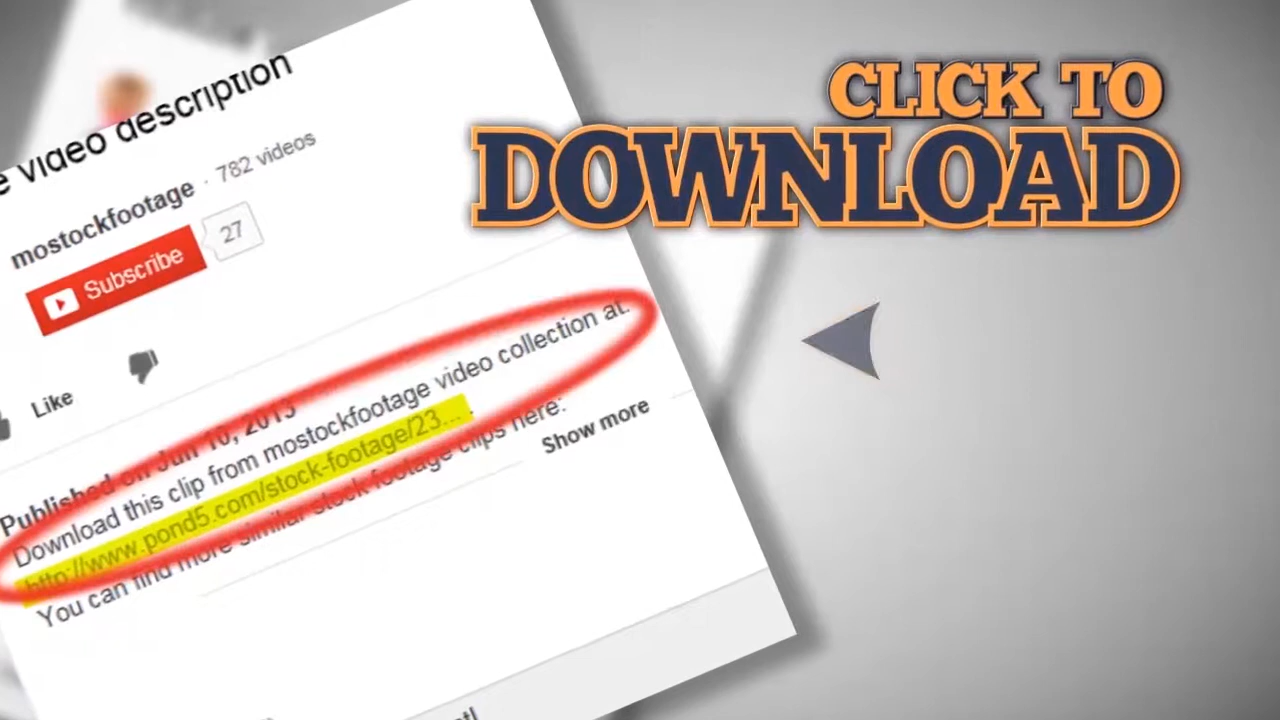 CLICK TO
DOWNLOAD
video description
mostockfootage · 782 videos
Subscribe 27
Like
Published on Jun 10, 2013
Download this clip from mostockfootage video collection at:
http://www.pond5.com/stock-footage/23... .
You can find more similar stock footage clips here:
Show more